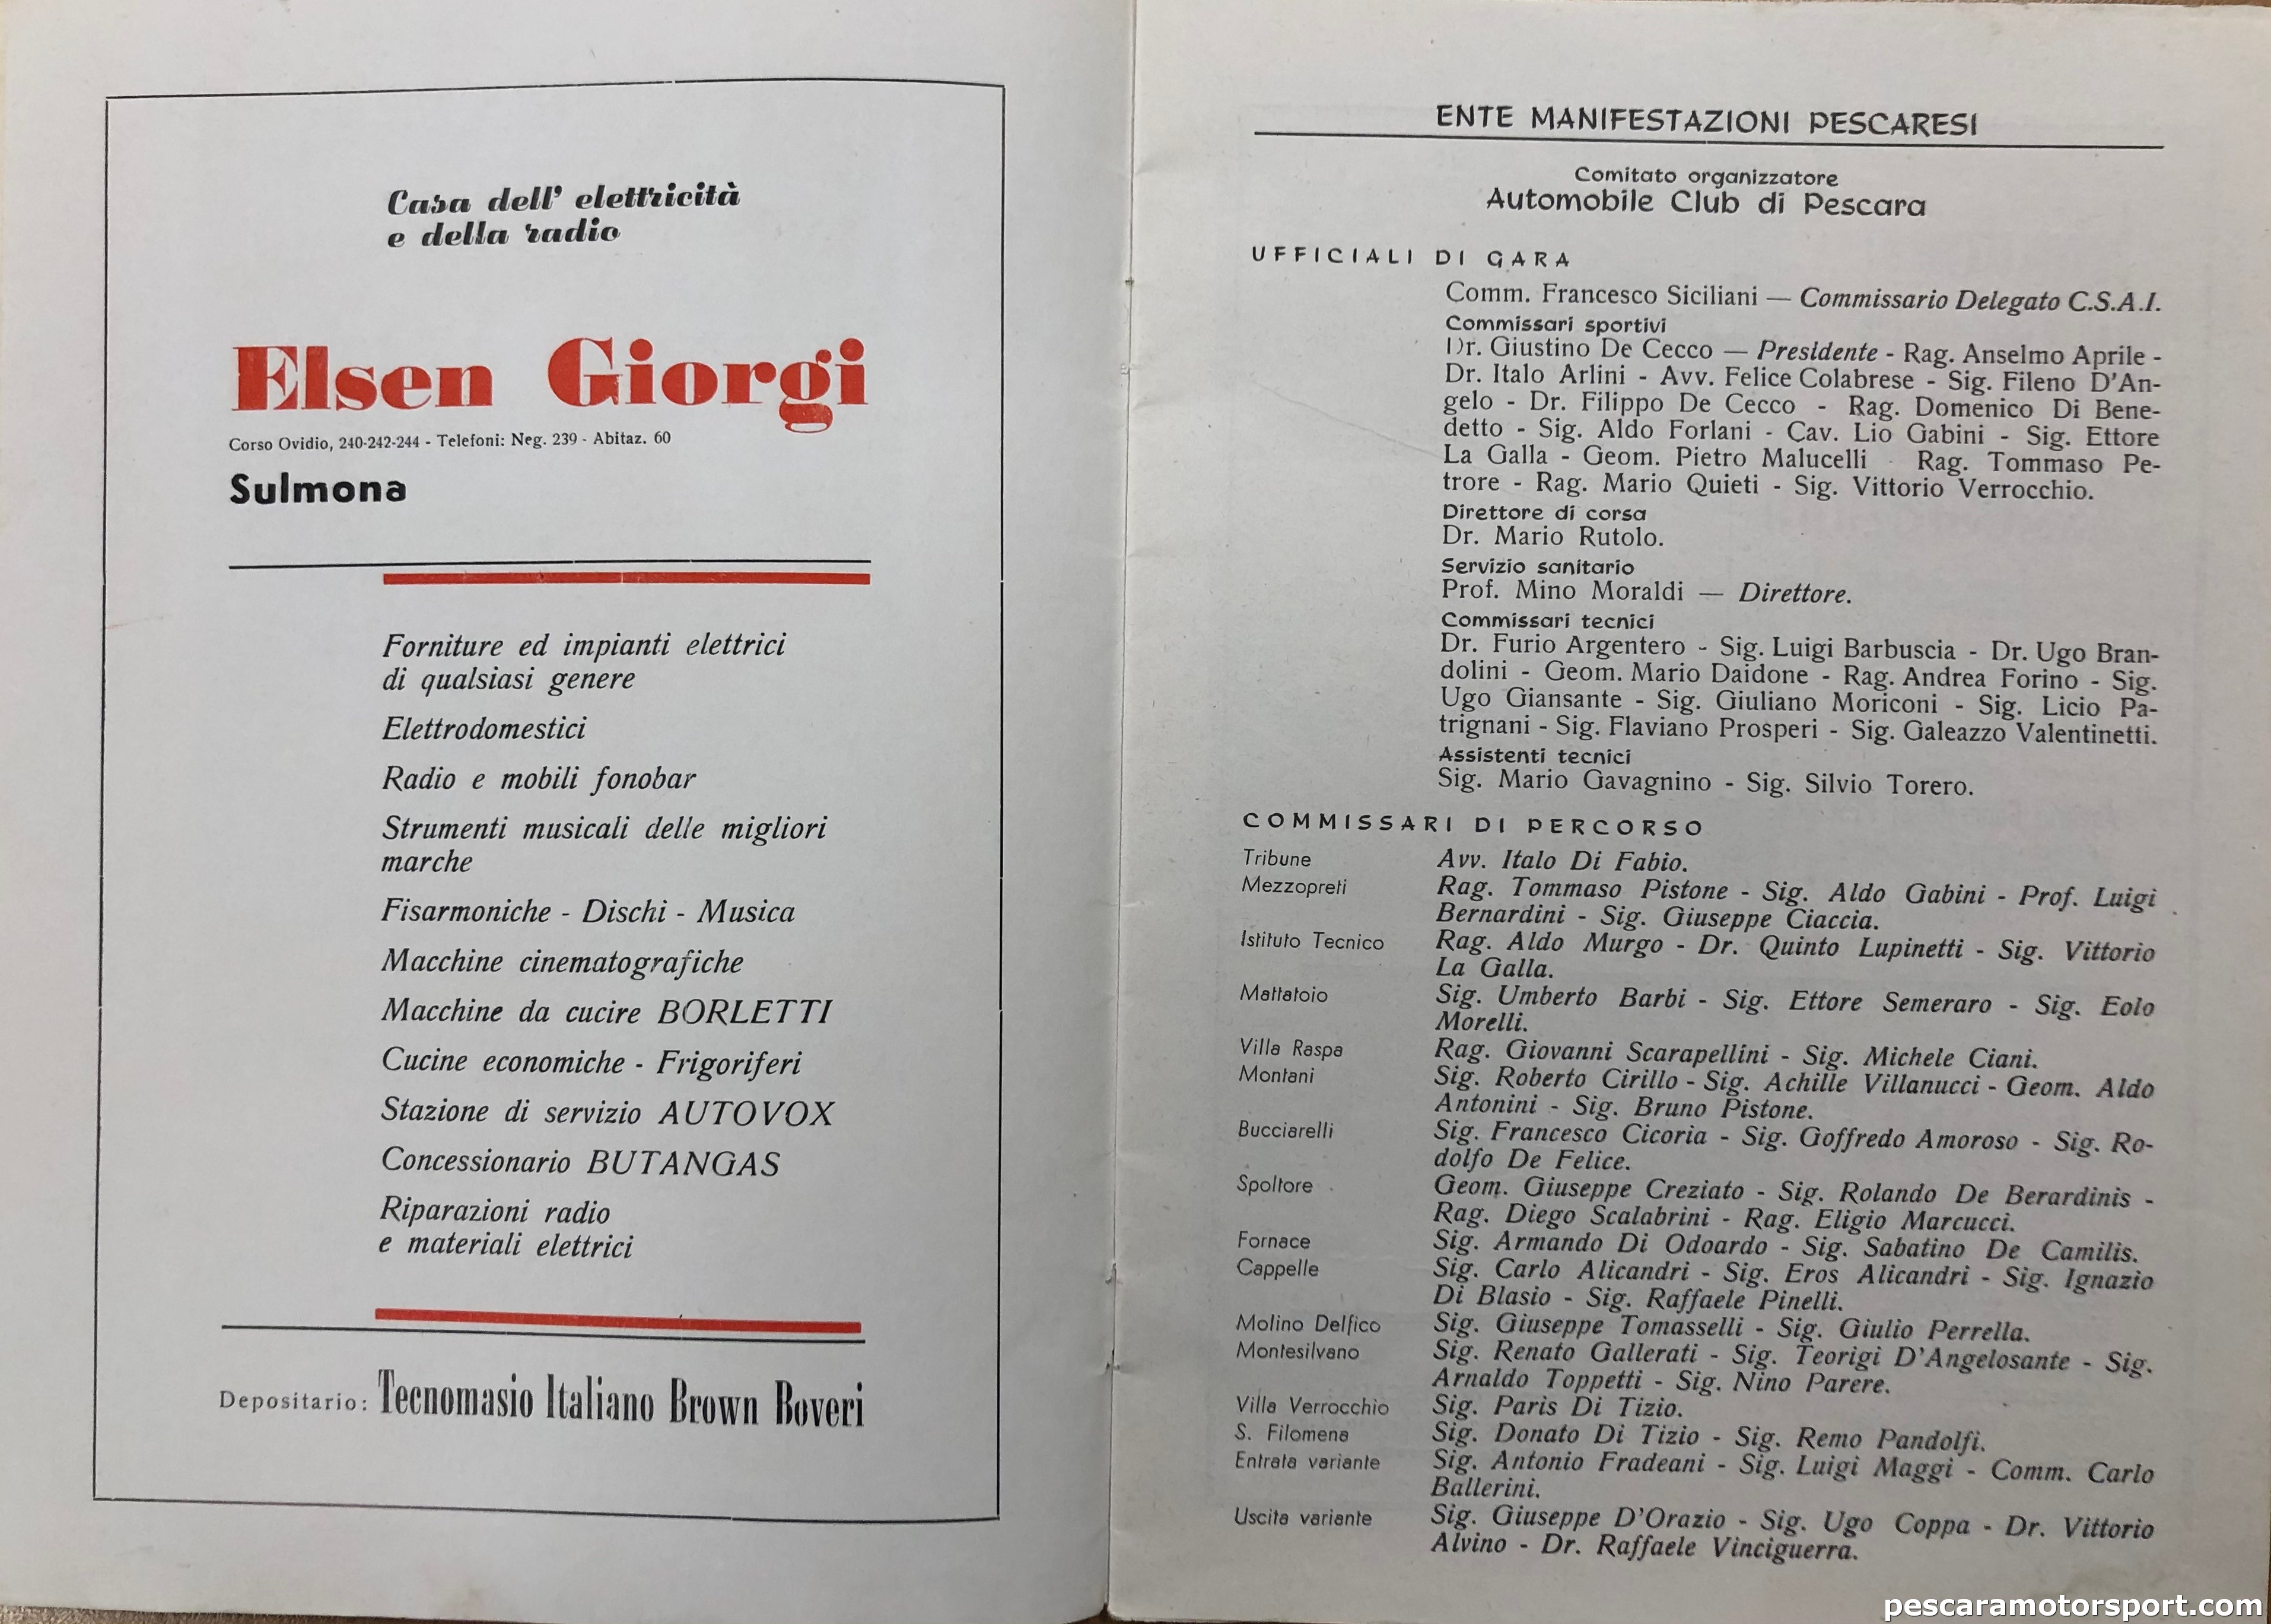 Casa dell' elettricità
e della radio
Elsen Giorgi
Corso Ovidio, 240-242-244 - Telefoni: Neg. 239 - Abitaz. 60
Sulmona
Forniture ed impianti elettrici
di qualsiasi genere
Elettrodomestici
Radio e mobili fonobar
Strumenti musicali delle migliori
marche
Fisarmoniche - Dischi - Musica
Macchine cinematografiche
Macchine da cucire BORLETTI
Cucine economiche - Frigoriferi
Stazione di servizio AUTOVOX
Concessionario BUTANGAS
Riparazioni radio
e materiali elettrici
Depositario: Tecnomasio Italiano Brown Boveri
ENTE MANIFESTAZIONI PESCARESI
Comitato organizzatore
Automobile Club di Pescara
UFFICIALI DI GARA
Comm. Francesco Siciliani — Commissario Delegato C.S.A.I.
Commissari sportivi
Dr. Giustino De Cecco — Presidente - Rag. Anselmo Aprile -
Dr. Italo Arlini - Avv. Felice Colabrese - Sig. Fileno D'An-
gelo - Dr. Filippo De Cecco - Rag. Domenico Di Bene-
detto - Sig. Aldo Forlani - Cav. Lio Gabini - Sig. Ettore
La Galla - Geom. Pietro Malucelli - Rag. Tommaso Pe-
trore - Rag. Mario Quieti - Sig. Vittorio Verrocchio.
Direttore di corsa
Dr. Mario Rutolo.
Servizio sanitario
Prof. Mino Moraldi — Direttore.
Commissari tecnici
Dr. Furio Argentero - Sig. Luigi Barbuscia - Dr. Ugo Bran-
dolini - Geom. Mario Daidone - Rag. Andrea Forino - Sig.
Ugo Giansante - Sig. Giuliano Moriconi - Sig. Licio Pa-
trignani - Sig. Flaviano Prosperi - Sig. Galeazzo Valentinetti.
Assistenti tecnici
Sig. Mario Gavagnino - Sig. Silvio Torero.
COMMISSARI DI PERCORSO
Tribune Avv. Italo Di Fabio.
Mezzopreti Rag. Tommaso Pistone - Sig. Aldo Gabini - Prof. Luigi
Bernardini - Sig. Giuseppe Ciaccia.
Istituto Tecnico Rag. Aldo Murgo - Dr. Quinto Lupinetti - Sig. Vittorio
La Galla.
Mattatoio Sig. Umberto Barbi - Sig. Ettore Semeraro - Sig. Eolo
Morelli.
Villa Raspa Rag. Giovanni Scarapellini - Sig. Michele Ciani.
Montani Sig. Roberto Cirillo - Sig. Achille Villanucci - Geom. Aldo
Antonini - Sig. Bruno Pistone.
Bucciarelli Sig. Francesco Cicoria - Sig. Goffredo Amoroso - Sig. Ro-
dolfo De Felice.
Spoltore Geom. Giuseppe Creziato - Sig. Rolando De Berardinis -
Rag. Diego Scalabrini - Rag. Eligio Marcucci.
Fornace Sig. Armando Di Odoardo - Sig. Sabatino De Camilis.
Cappelle Sig. Carlo Alicandri - Sig. Eros Alicandri - Sig. Ignazio
Di Blasio - Sig. Raffaele Pinelli.
Molino Delfico Sig. Giuseppe Tomasselli - Sig. Giulio Perrella.
Montesilvano Sig. Renato Gallerati - Sig. Teorigi D'Angelosante - Sig.
Arnaldo Toppetti - Sig. Nino Parere.
Villa Verrocchio Sig. Paris Di Tizio.
S. Filomena Sig. Donato Di Tizio - Sig. Remo Pandolfi.
Entrata variante Sig. Antonio Fradeani - Sig. Luigi Maggi - Comm. Carlo
Ballerini.
Uscita variante Sig. Giuseppe D'Orazio - Sig. Ugo Coppa - Dr. Vittorio
Alvino - Dr. Raffaele Vinciguerra.
pescaramotorsport.com